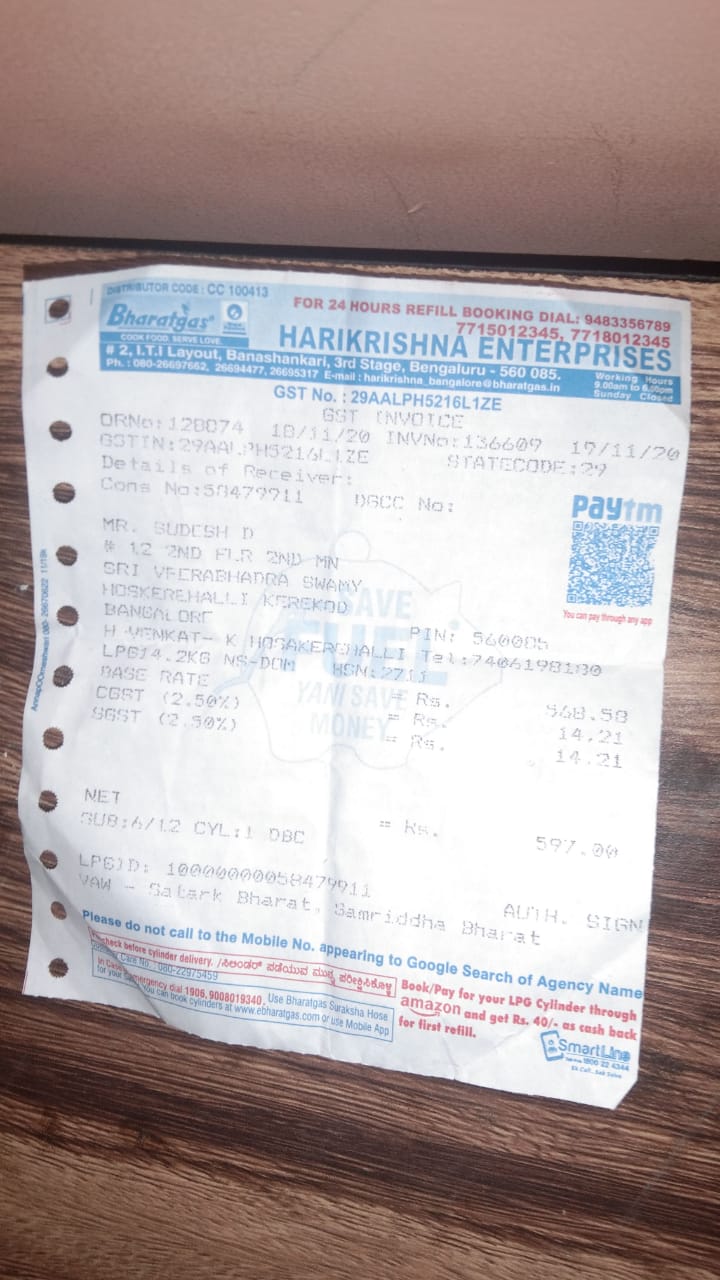 DISTRIBUTOR CODE : CC 100413
FOR 24 HOURS REFILL BOOKING DIAL: 9483356789
7715012345, 7718012345
Bharatgas
COOK FOOD. SERVE LOVE.
HARIKRISHNA ENTERPRISES
# 2, I.T.I Layout, Banashankari, 3rd Stage, Bengaluru - 560 085.
Ph. : 080-26697662, 26694477, 26695317 E-mail : harikrishna_bangalore@bharatgas.in
Working Hours
9.00am to 6.00pm
Sunday Closed
GST No. : 29AALPH5216L1ZE
GST INVOICE
ORNo:128074 18/11/20 INVNo:136609 17/11/20
GSTIN:29AALPH5216L1ZE STATECODE:29
Details of Receiver:
Cons No:58479911 DGCC No:
paytm
You can pay through any app
MR. SUDESH D
# 12 2ND FLR 2ND MN
SRI VEERABHADRA SWAMY
HOSKEREHALLI KEREKOD
BANGALORE PIN: 560085
H VENKAT- K HOSAKEREHALLI Tel:7406198180
LPG14.2KG NS-DOM HSN:2711
BASE RATE = Rs. 568.58
CGST (2.50%) = Rs. 14.21
SGST (2.50%) = Rs. 14.21
SAVE
FUEL
YANI SAVE
MONEY
NET = Rs. 597.00
SUB:6/12 CYL:1 DBC
LPGID: 10000000058479911
AUTH. SIGN
VAW - Satark Bharat, Samriddha Bharat
Please do not call to the Mobile No. appearing to Google Search of Agency Name
check before cylinder delivery. /ಸಿಲಿಂಡರ್ ಪಡೆಯುವ ಮುನ್ನ ಪರೀಕ್ಷಿಸಿಕೊಳ್ಳಿ
Care No. : 080-22975459
In Case Emergency dial 1906, 9008019340. Use Bharatgas Suraksha Hose
for your you can book cylinders at www.ebharatgas.com or use Mobile App
Book/Pay for your LPG Cylinder through
amazon and get Rs. 40/- as cash back
for first refill.
SmartLine
1800 22 4344